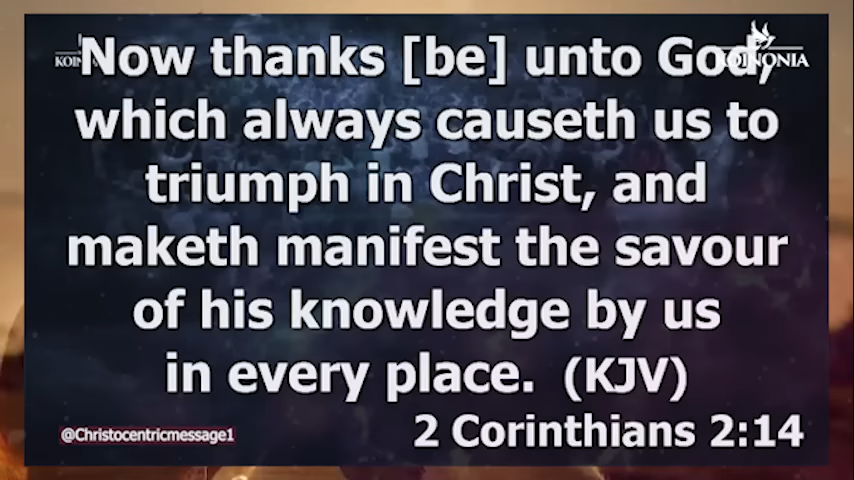 Now thanks [be] unto God,
which always causeth us to
triumph in Christ, and
maketh manifest the savour
of his knowledge by us
in every place. (KJV)
2 Corinthians 2:14
@Christocentricmessage1
KOINONIA